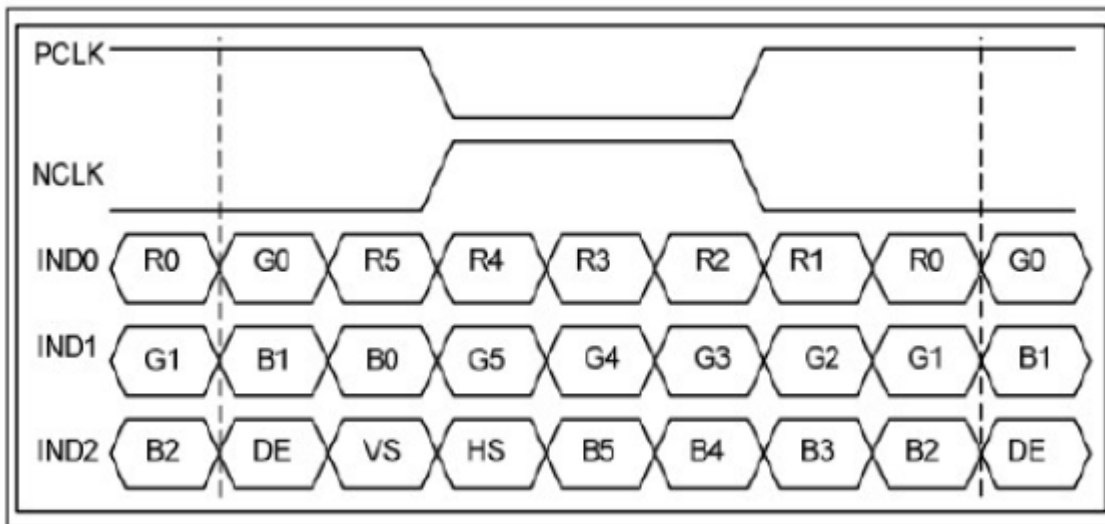 PCLK
NCLK
IND0 R0 G0 R5 R4 R3 R2 R1 R0 G0
IND1 G1 B1 B0 G5 G4 G3 G2 G1 B1
IND2 B2 DE VS HS B5 B4 B3 B2 DE